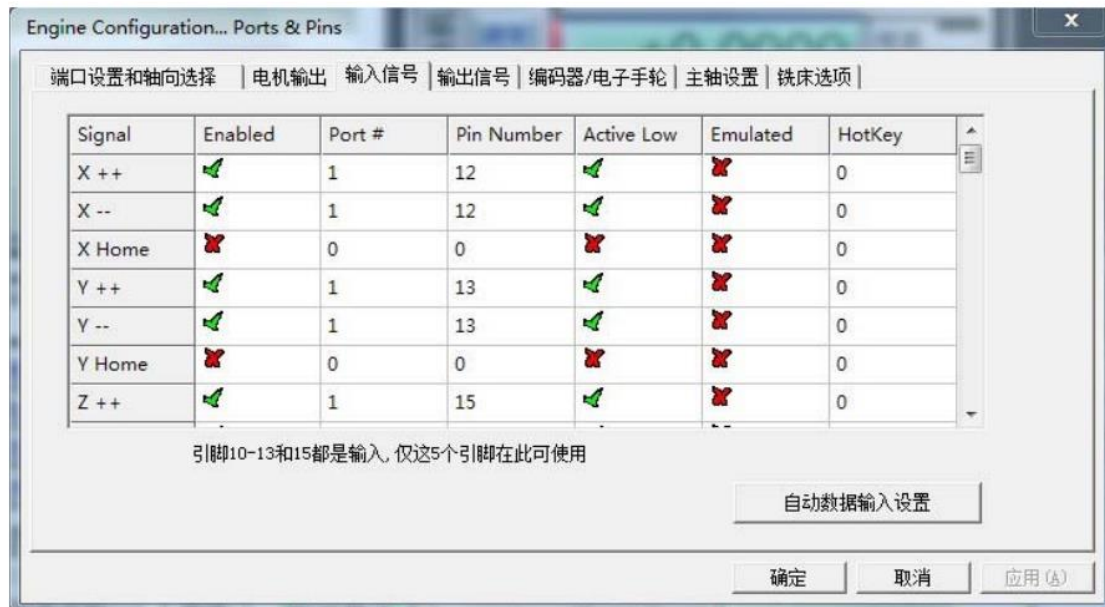 Engine Configuration... Ports & Pins
端口设置和轴向选择 电机输出 输入信号 输出信号 编码器/电子手轮 主轴设置 铣床选项
Signal Enabled Port # Pin Number Active Low Emulated HotKey
X ++ 1 12 0
X -- 1 12 0
X Home 0 0 0
Y ++ 1 13 0
Y -- 1 13 0
Y Home 0 0 0
Z ++ 1 15 0
引脚10-13和15都是输入,仅这5个引脚在此可使用
自动数据输入设置
确定 取消 应用(A)